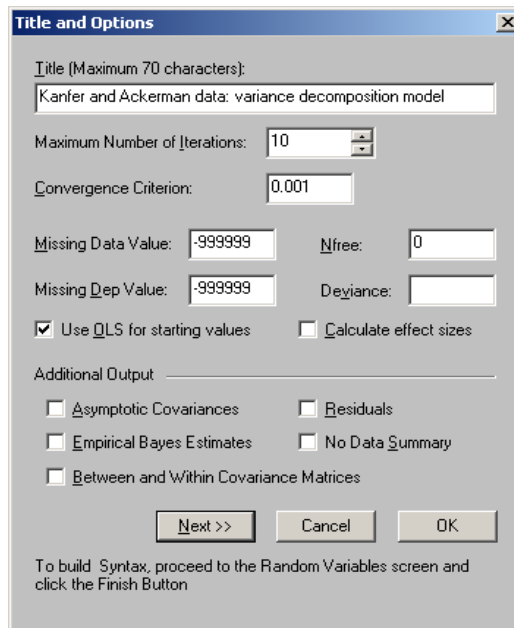 Title and Options
Title (Maximum 70 characters):
Kanfer and Ackerman data: variance decomposition model
Maximum Number of Iterations: 10
Convergence Criterion: 0.001
Missing Data Value: -999999 Nfree: 0
Missing Dep Value: -999999 Deviance:
Use OLS for starting values Calculate effect sizes
Additional Output
Asymptotic Covariances Residuals
Empirical Bayes Estimates No Data Summary
Between and Within Covariance Matrices
Next >> Cancel OK
To build Syntax, proceed to the Random Variables screen and
click the Finish Button